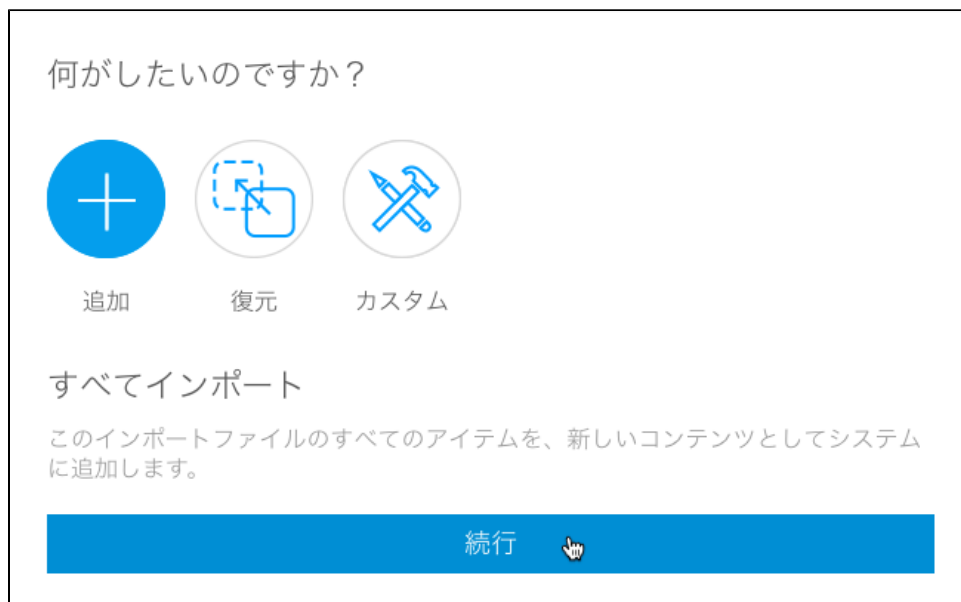 何がしたいのですか？
追加 復元 カスタム
すべてインポート
このインポートファイルのすべてのアイテムを、新しいコンテンツとしてシステム
に追加します。
続行